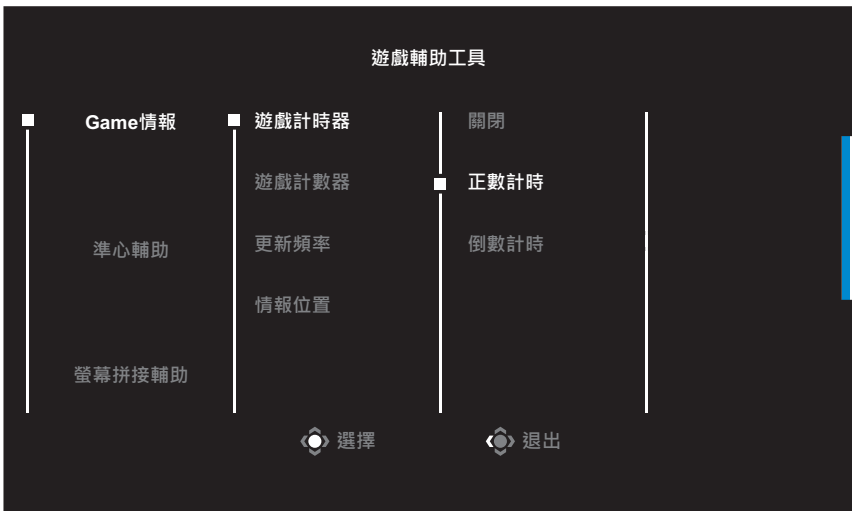 遊戲輔助工具
Game情報
遊戲計時器
關閉
遊戲計數器
正數計時
準心輔助
更新頻率
倒數計時
情報位置
螢幕拼接輔助
選擇
退出